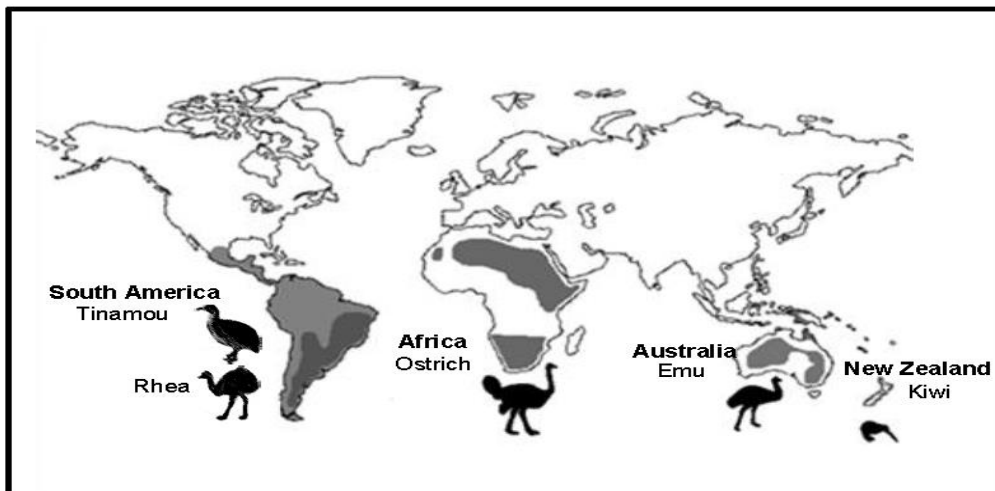 South America
Tinamou
Rhea
Africa
Ostrich
Australia
Emu
New Zealand
Kiwi